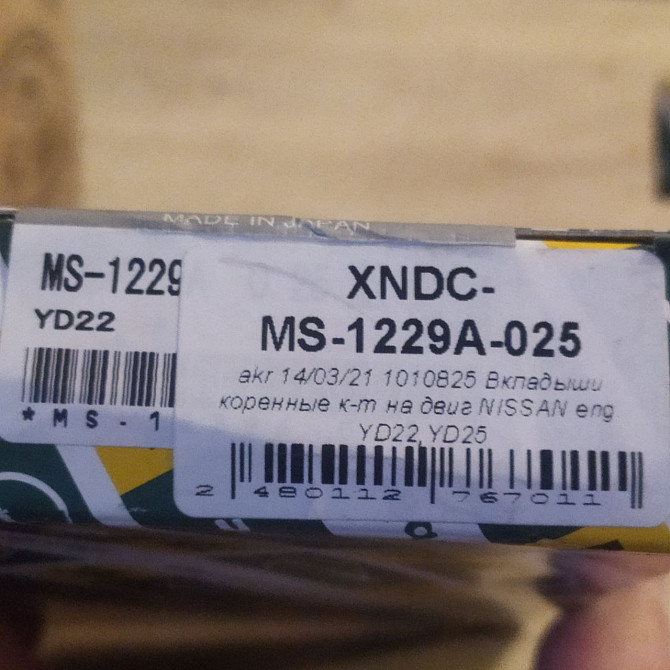 MADE IN JAPAN
MS-1229
YD22
*MS-1
XNDC-
MS-1229A-025
akr 14/03/21 1010825 Вкладыши
коренные к-т на двиг NISSAN eng
YD22, YD25
2 480112 767011